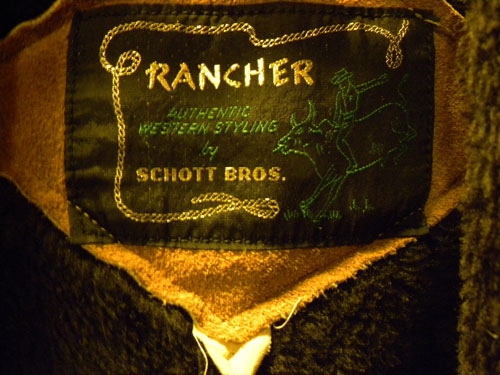 RANCHER
AUTHENTIC
WESTERN STYLING
by
SCHOTT BROS.